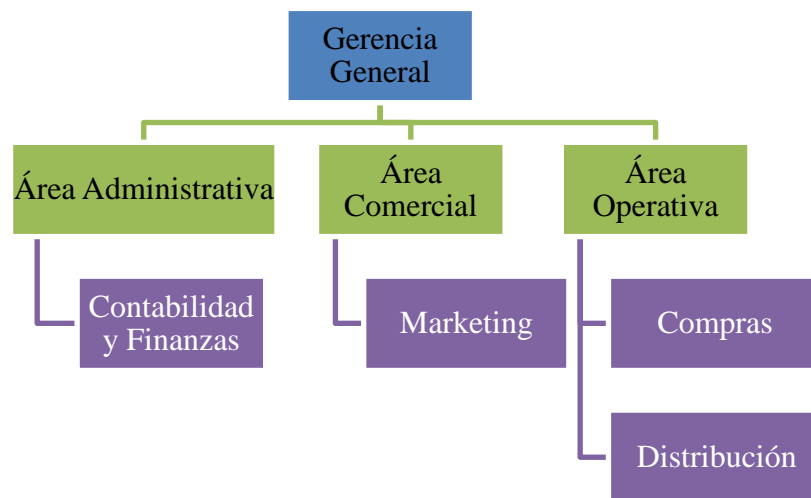 Gerencia
General
Área Administrativa
Área
Comercial
Área
Operativa
Contabilidad
y Finanzas
Marketing
Compras
Distribución